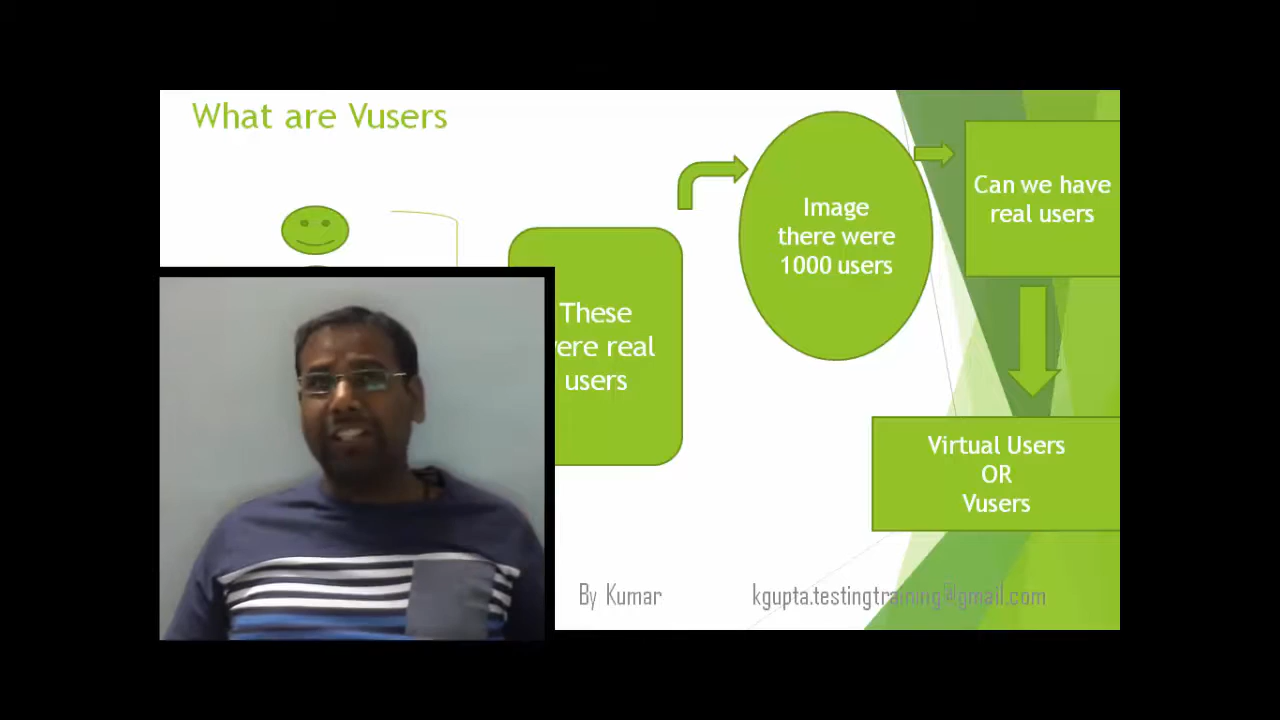 What are Vusers
Image
there were
1000 users
Can we have
real users
These
real
users
Virtual Users
OR
Vusers
By Kumar
kgupta.testingtraining@gmail.com